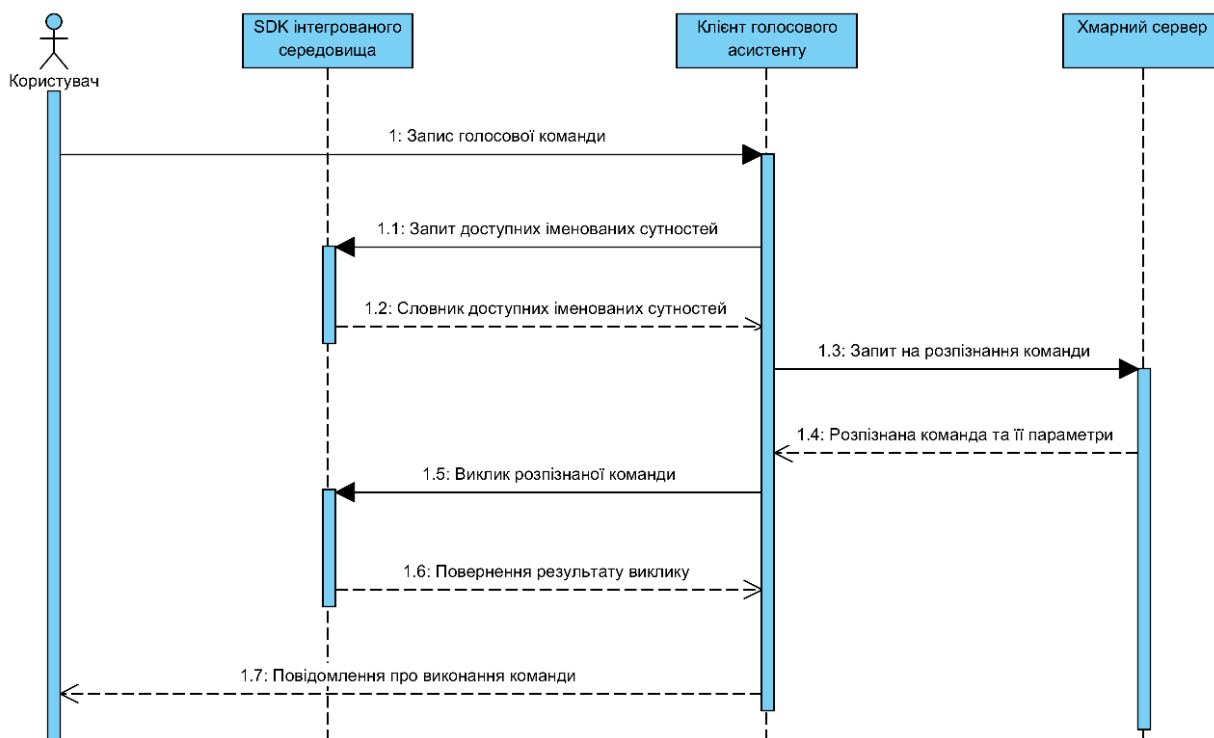 SDK інтегрованого
середовища
Клієнт голосового
асистенту
Хмарний сервер
Користувач
1: Запис голосової команди
1.1: Запит доступних іменованих сутностей
1.2: Словник доступних іменованих сутностей
1.3: Запит на розпізнання команди
1.4: Розпізнана команда та її параметри
1.5: Виклик розпізнаної команди
1.6: Повернення результату виклику
1.7: Повідомлення про виконання команди